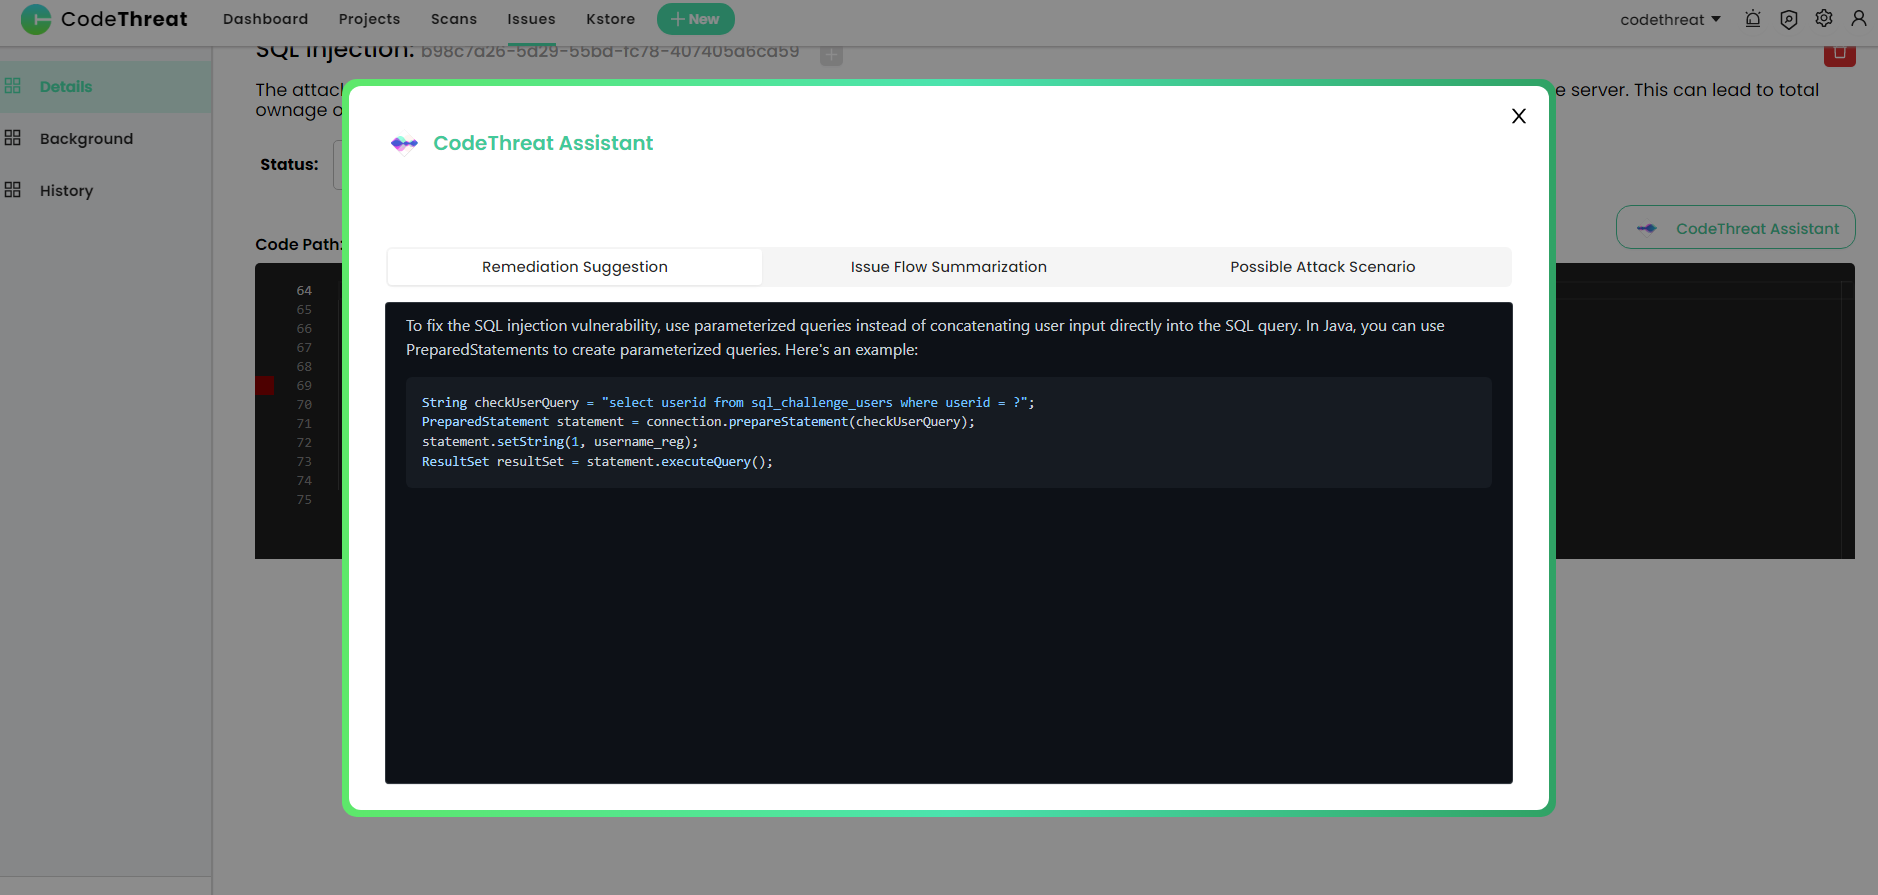 CodeThreat Dashboard Projects Scans Issues Kstore + New codethreat
SQL Injection: b98c7a26-5d29-55bd-fc78-407405a6ca59
Details
Background
History
The attac
e server. This can lead to total
ownage o
Status:
CodeThreat Assistant
Code Path:
64
65
66
67
68
69
70
71
72
73
74
75
X
CodeThreat Assistant
Remediation Suggestion Issue Flow Summarization Possible Attack Scenario
To fix the SQL injection vulnerability, use parameterized queries instead of concatenating user input directly into the SQL query. In Java, you can use
PreparedStatements to create parameterized queries. Here's an example:
String checkUserQuery = "select userid from sql_challenge_users where userid = ?";
PreparedStatement statement = connection.prepareStatement(checkUserQuery);
statement.setString(1, username_reg);
ResultSet resultSet = statement.executeQuery();